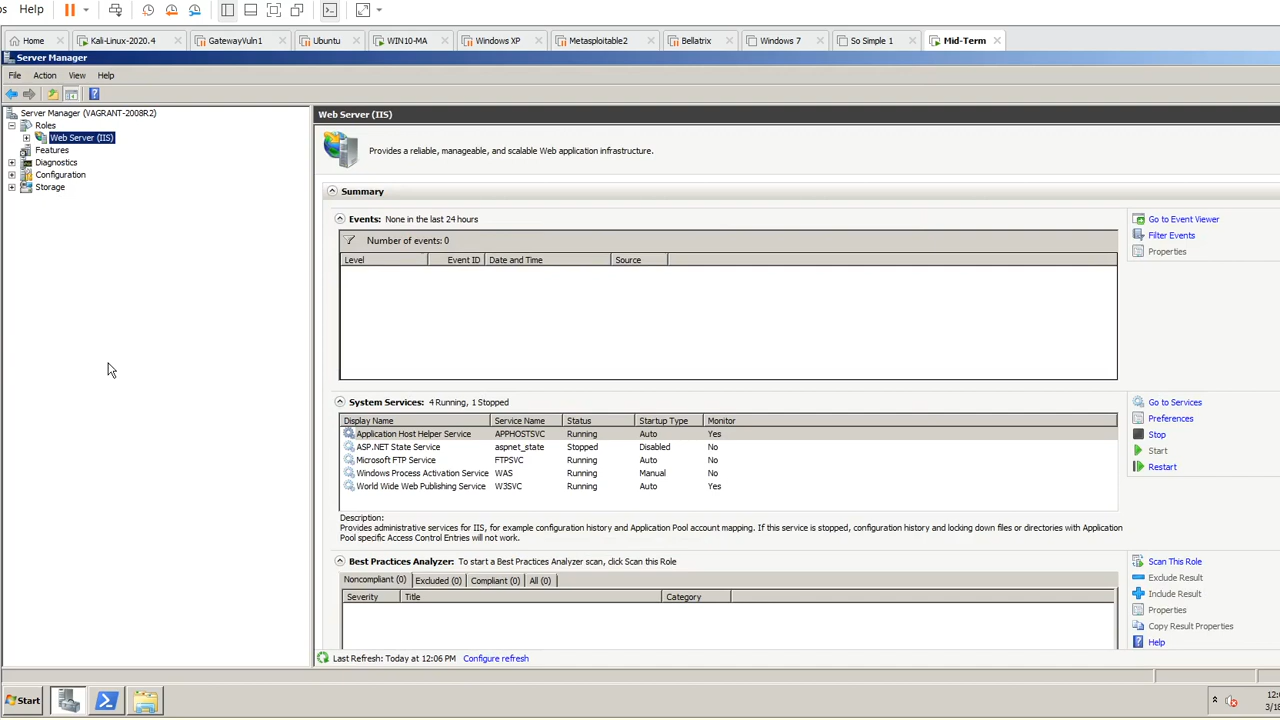 s Help
Home Kali-Linux-2020.4 GatewayVuln1 Ubuntu WIN10-MA Windows XP Metasploitable2 Bellatrix Windows 7 So Simple 1 Mid-Term
Server Manager
File Action View Help
Server Manager (VAGRANT-2008R2)
Roles
Web Server (IIS)
Features
Diagnostics
Configuration
Storage
Web Server (IIS)
Provides a reliable, manageable, and scalable Web application infrastructure.
Summary
Events: None in the last 24 hours
Number of events: 0
Level Event ID Date and Time Source
Go to Event Viewer
Filter Events
Properties
System Services: 4 Running, 1 Stopped
Display Name Service Name Status Startup Type Monitor
Application Host Helper Service APPHOSTSVC Running Auto Yes
ASP.NET State Service aspnet_state Stopped Disabled No
Microsoft FTP Service FTPSVC Running Auto No
Windows Process Activation Service WAS Running Manual No
World Wide Web Publishing Service W3SVC Running Auto Yes
Description:
Provides administrative services for IIS, for example configuration history and Application Pool account mapping. If this service is stopped, configuration history and locking down files or directories with Application
Pool specific Access Control Entries will not work.
Go to Services
Preferences
Stop
Start
Restart
Best Practices Analyzer: To start a Best Practices Analyzer scan, click Scan this Role
Noncompliant (0) Excluded (0) Compliant (0) All (0)
Severity Title Category
Scan This Role
Exclude Result
Include Result
Properties
Copy Result Properties
Help
Last Refresh: Today at 12:06 PM Configure refresh
Start